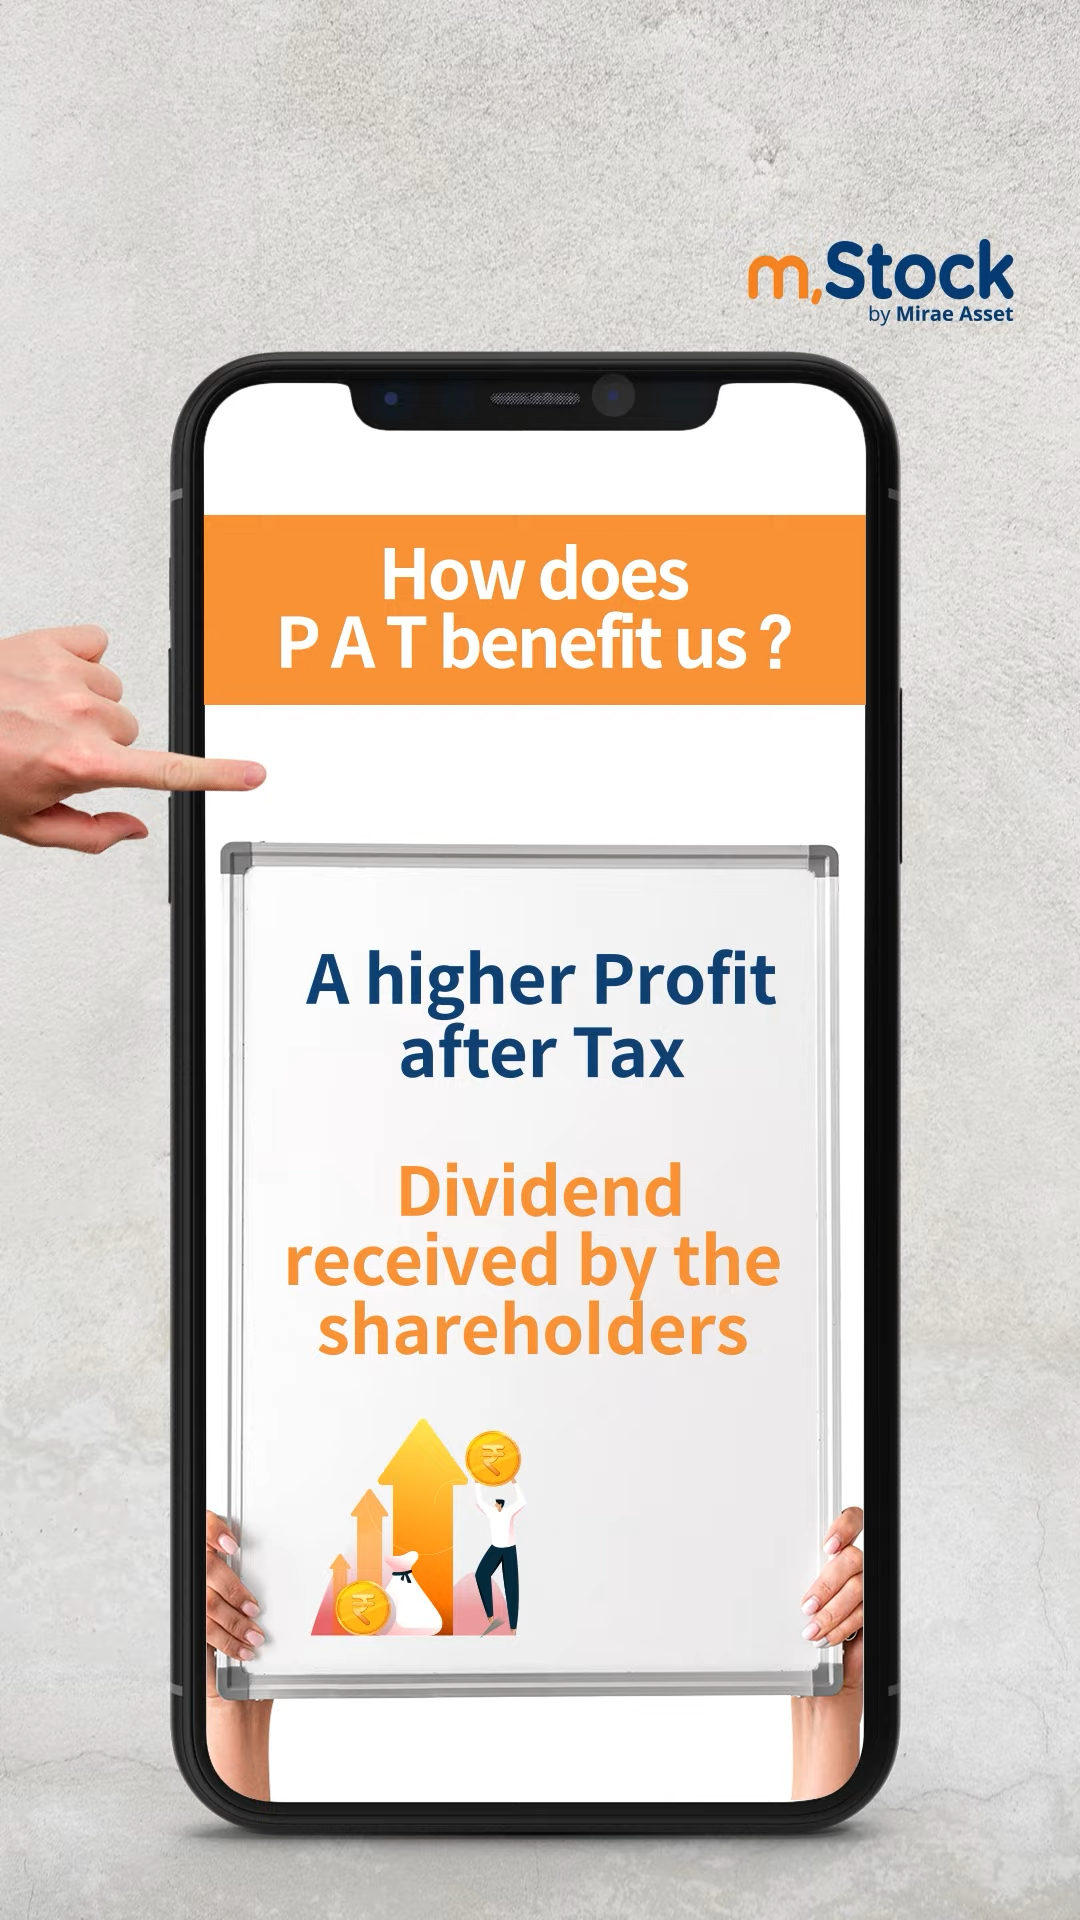 m,Stock
by Mirae Asset
How does
P A T benefit us ?
A higher Profit
after Tax
Dividend
received by the
shareholders
₹
₹